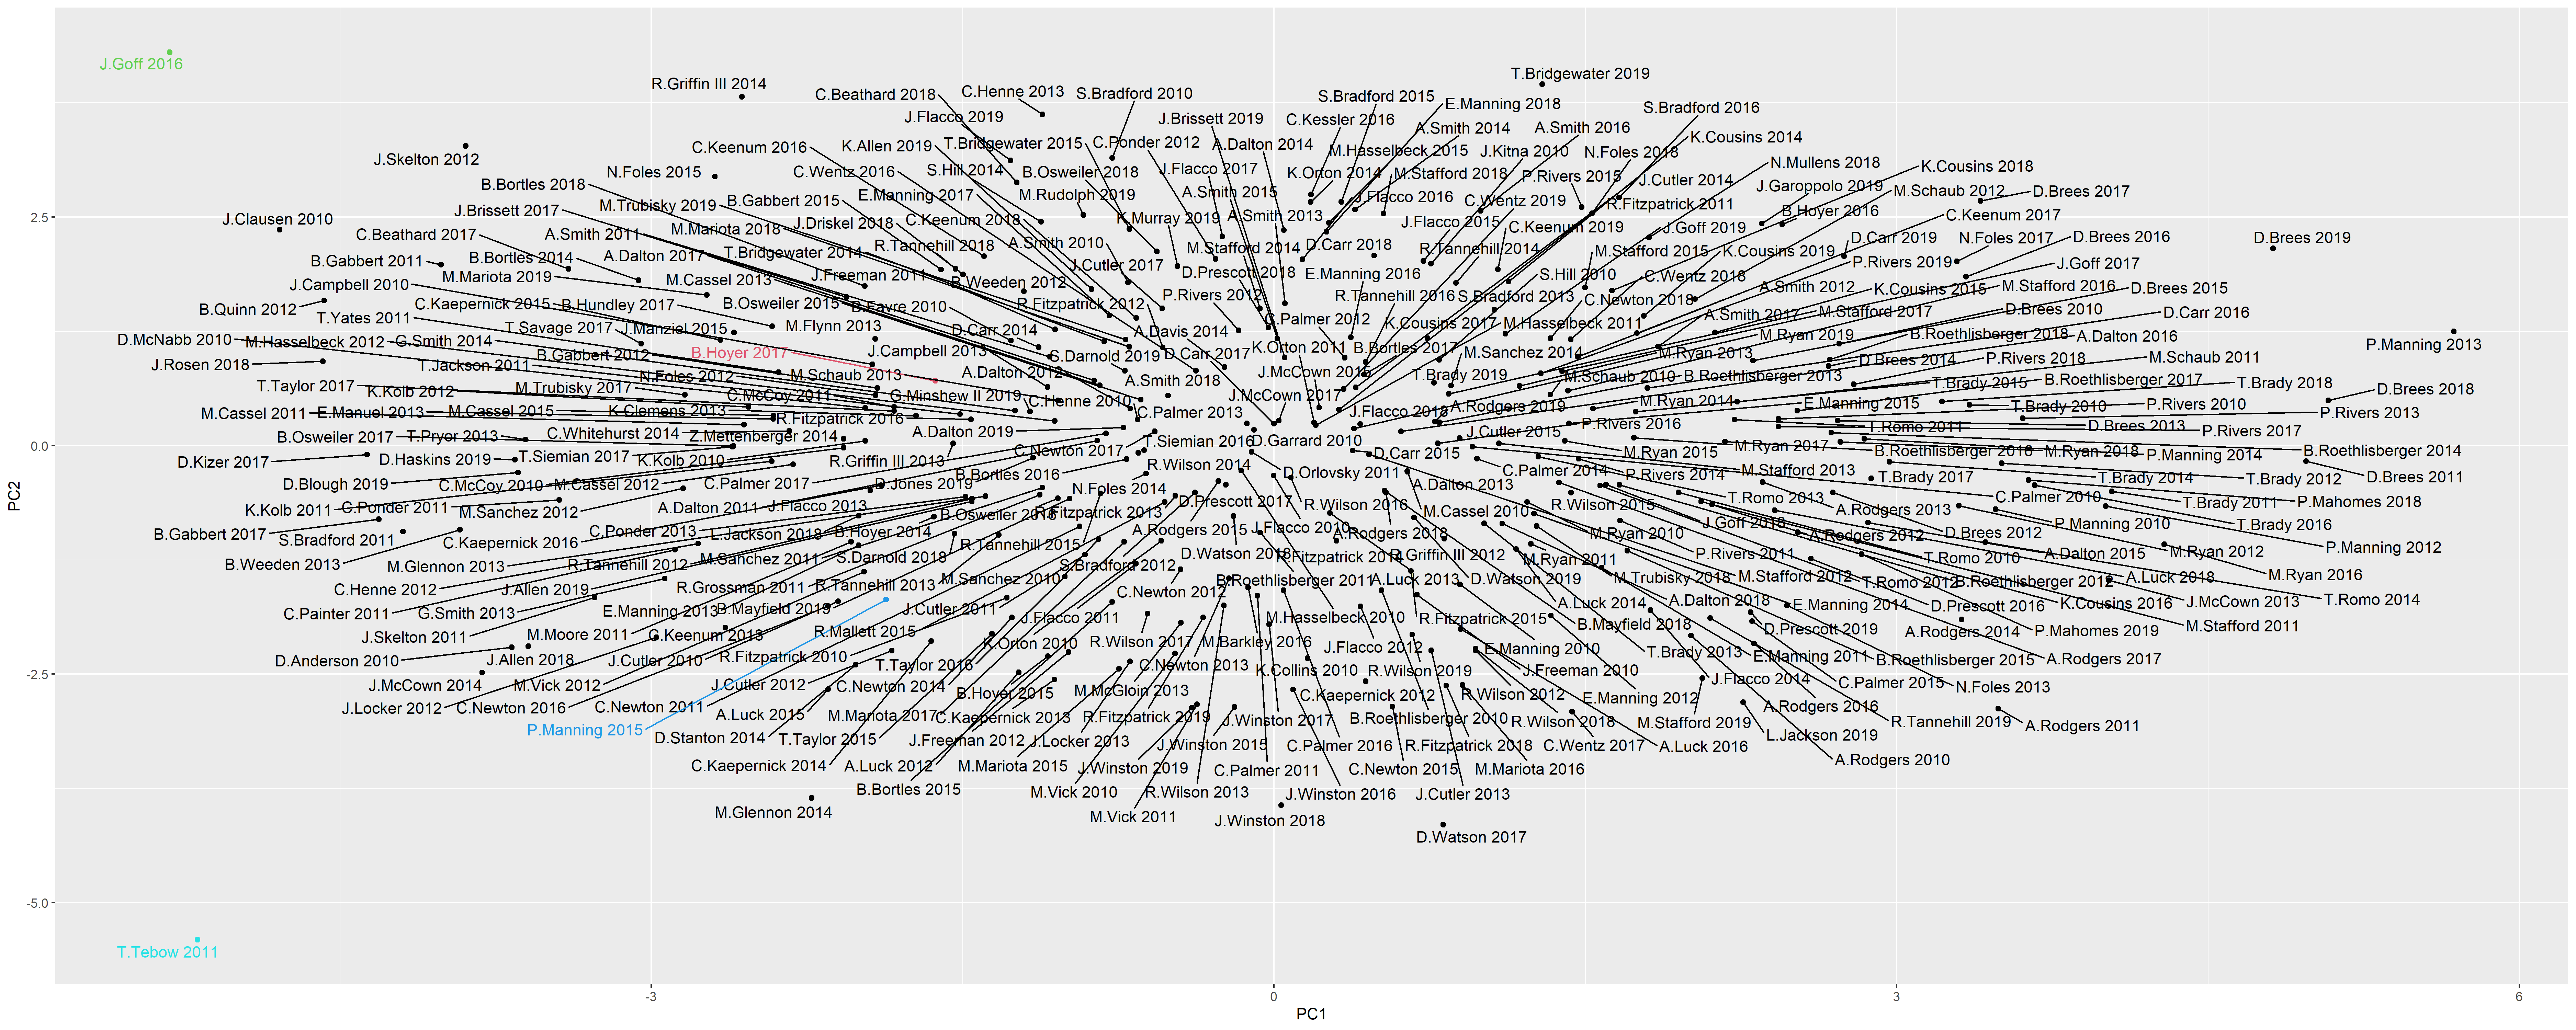 J.Goff 2016
R.Griffin III 2014
C.Beathard 2018
C.Henne 2013
S.Bradford 2010
S.Bradford 2015
E.Manning 2018
T.Bridgewater 2019
S.Bradford 2016
J.Flacco 2019
J.Brissett 2019
C.Kessler 2016
A.Smith 2014
A.Smith 2016
K.Cousins 2014
J.Skelton 2012
C.Keenum 2016
K.Allen 2019
T.Bridgewater 2015
C.Ponder 2012
A.Dalton 2014
M.Hasselbeck 2015
J.Kitna 2010
N.Foles 2018
N.Mullens 2018
K.Cousins 2018
N.Foles 2015
C.Wentz 2016
S.Hill 2014
B.Osweiler 2018
J.Flacco 2017
K.Orton 2014
M.Stafford 2018
P.Rivers 2015
J.Cutler 2014
J.Garoppolo 2019
M.Schaub 2012
D.Brees 2017
B.Bortles 2018
M.Trubisky 2019
B.Gabbert 2015
E.Manning 2017
M.Rudolph 2019
A.Smith 2015
J.Flacco 2016
C.Wentz 2019
R.Fitzpatrick 2011
B.Hoyer 2016
C.Keenum 2017
J.Clausen 2010
J.Brissett 2017
M.Mariota 2018
J.Driskel 2018
C.Keenum 2018
K.Murray 2019
A.Smith 2013
J.Flacco 2015
C.Keenum 2019
J.Goff 2019
D.Carr 2019
N.Foles 2017
D.Brees 2016
D.Brees 2019
C.Beathard 2017
A.Smith 2011
R.Tannehill 2018
A.Smith 2010
M.Stafford 2014
D.Carr 2018
R.Tannehill 2014
M.Stafford 2015
K.Cousins 2019
B.Gabbert 2011
B.Bortles 2014
A.Dalton 2017
T.Bridgewater 2014
J.Cutler 2017
D.Prescott 2018
E.Manning 2016
S.Hill 2010
C.Wentz 2018
P.Rivers 2019
J.Goff 2017
J.Campbell 2010
M.Mariota 2019
M.Cassel 2013
J.Freeman 2011
B.Weeden 2012
P.Rivers 2012
R.Tannehill 2016
S.Bradford 2013
C.Newton 2018
A.Smith 2012
K.Cousins 2015
M.Stafford 2016
D.Brees 2015
B.Quinn 2012
C.Kaepernick 2015
B.Hundley 2017
B.Osweiler 2015
B.Favre 2010
R.Fitzpatrick 2012
C.Palmer 2012
K.Cousins 2017
M.Hasselbeck 2011
A.Smith 2017
M.Stafford 2017
D.Brees 2010
D.Carr 2016
T.Yates 2011
T.Savage 2017
J.Manziel 2015
M.Flynn 2013
D.Carr 2014
A.Davis 2014
M.Ryan 2019
B.Roethlisberger 2018
A.Dalton 2016
D.McNabb 2010
M.Hasselbeck 2012
G.Smith 2014
B.Gabbert 2012
B.Hoyer 2017
J.Campbell 2013
S.Darnold 2019
D.Carr 2017
K.Orton 2011
B.Bortles 2017
M.Sanchez 2014
M.Ryan 2013
D.Brees 2014
P.Rivers 2018
M.Schaub 2011
P.Manning 2013
J.Rosen 2018
T.Jackson 2011
N.Foles 2012
M.Schaub 2013
A.Dalton 2012
A.Smith 2018
J.McCown 2015
T.Brady 2019
M.Schaub 2010
B.Roethlisberger 2013
T.Brady 2015
B.Roethlisberger 2017
T.Brady 2018
D.Brees 2018
T.Taylor 2017
K.Kolb 2012
M.Trubisky 2017
C.McCoy 2011
G.Minshew II 2019
C.Henne 2010
J.McCown 2017
J.Flacco 2018
A.Rodgers 2019
M.Ryan 2014
E.Manning 2015
T.Brady 2010
P.Rivers 2010
P.Rivers 2013
M.Cassel 2011
E.Manuel 2013
M.Cassel 2015
K.Clemens 2013
R.Fitzpatrick 2016
C.Palmer 2013
P.Rivers 2016
T.Romo 2011
D.Brees 2013
P.Rivers 2017
B.Osweiler 2017
T.Pryor 2013
C.Whitehurst 2014
Z.Mettenberger 2014
A.Dalton 2019
T.Siemian 2016
D.Garrard 2010
J.Cutler 2015
M.Ryan 2015
M.Ryan 2017
B.Roethlisberger 2016
M.Ryan 2018
P.Manning 2014
B.Roethlisberger 2014
D.Kizer 2017
D.Haskins 2019
T.Siemian 2017
K.Kolb 2010
R.Griffin III 2013
C.Newton 2017
R.Wilson 2014
D.Carr 2015
C.Palmer 2014
P.Rivers 2014
M.Stafford 2013
T.Brady 2017
T.Brady 2014
T.Brady 2012
D.Brees 2011
D.Blough 2019
C.McCoy 2010
M.Cassel 2012
C.Palmer 2017
D.Jones 2019
B.Bortles 2016
N.Foles 2014
D.Orlovsky 2011
A.Dalton 2013
R.Wilson 2015
T.Romo 2013
C.Palmer 2010
T.Brady 2011
P.Mahomes 2018
K.Kolb 2011
C.Ponder 2011
M.Sanchez 2012
A.Dalton 2011
J.Flacco 2013
B.Osweiler 2016
R.Fitzpatrick 2013
D.Prescott 2017
R.Wilson 2016
M.Cassel 2010
J.Goff 2018
A.Rodgers 2013
P.Manning 2010
T.Brady 2016
B.Gabbert 2017
S.Bradford 2011
C.Kaepernick 2016
C.Ponder 2013
L.Jackson 2018
B.Hoyer 2014
R.Tannehill 2015
A.Rodgers 2015
J.Flacco 2010
A.Rodgers 2018
M.Ryan 2010
A.Rodgers 2012
D.Brees 2012
M.Ryan 2012
P.Manning 2012
B.Weeden 2013
M.Glennon 2013
R.Tannehill 2012
M.Sanchez 2011
S.Darnold 2018
S.Bradford 2012
D.Watson 2018
R.Griffin III 2012
M.Ryan 2011
P.Rivers 2011
T.Romo 2010
A.Dalton 2015
M.Ryan 2016
C.Henne 2012
J.Allen 2019
R.Grossman 2011
R.Tannehill 2013
M.Sanchez 2010
C.Newton 2012
B.Roethlisberger 2011
A.Luck 2013
D.Watson 2019
M.Trubisky 2018
M.Stafford 2012
T.Romo 2012
B.Roethlisberger 2012
A.Luck 2018
C.Painter 2011
G.Smith 2013
E.Manning 2013
B.Mayfield 2019
J.Cutler 2011
J.Flacco 2011
M.Hasselbeck 2010
R.Fitzpatrick 2015
A.Luck 2014
A.Dalton 2018
E.Manning 2014
D.Prescott 2016
K.Cousins 2016
J.McCown 2013
T.Romo 2014
J.Skelton 2011
M.Moore 2011
C.Keenum 2013
R.Mallett 2015
K.Orton 2010
R.Wilson 2017
M.Barkley 2016
J.Flacco 2012
E.Manning 2010
B.Mayfield 2018
D.Prescott 2019
A.Rodgers 2014
P.Mahomes 2019
M.Stafford 2011
D.Anderson 2010
J.Allen 2018
J.Cutler 2010
R.Fitzpatrick 2010
T.Taylor 2016
C.Newton 2013
K.Collins 2010
R.Wilson 2019
J.Freeman 2010
T.Brady 2013
E.Manning 2011
B.Roethlisberger 2015
A.Rodgers 2017
J.McCown 2014
M.Vick 2012
J.Cutler 2012
C.Newton 2014
B.Hoyer 2015
M.McGloin 2013
C.Kaepernick 2012
R.Wilson 2012
E.Manning 2012
J.Flacco 2014
C.Palmer 2015
N.Foles 2013
J.Locker 2012
C.Newton 2016
C.Newton 2011
A.Luck 2015
M.Mariota 2017
C.Kaepernick 2013
R.Fitzpatrick 2019
J.Winston 2017
B.Roethlisberger 2010
R.Wilson 2018
M.Stafford 2019
A.Rodgers 2016
R.Tannehill 2019
A.Rodgers 2011
P.Manning 2015
D.Stanton 2014
T.Taylor 2015
J.Freeman 2012
J.Locker 2013
J.Winston 2015
C.Palmer 2016
R.Fitzpatrick 2018
C.Wentz 2017
A.Luck 2016
L.Jackson 2019
A.Rodgers 2010
C.Kaepernick 2014
A.Luck 2012
M.Mariota 2015
J.Winston 2019
C.Palmer 2011
C.Newton 2015
M.Mariota 2016
B.Bortles 2015
M.Vick 2010
R.Wilson 2013
J.Winston 2016
J.Cutler 2013
M.Glennon 2014
M.Vick 2011
J.Winston 2018
D.Watson 2017
T.Tebow 2011
2.5
0.0
-2.5
-5.0
PC2
-3
0
3
6
PC1